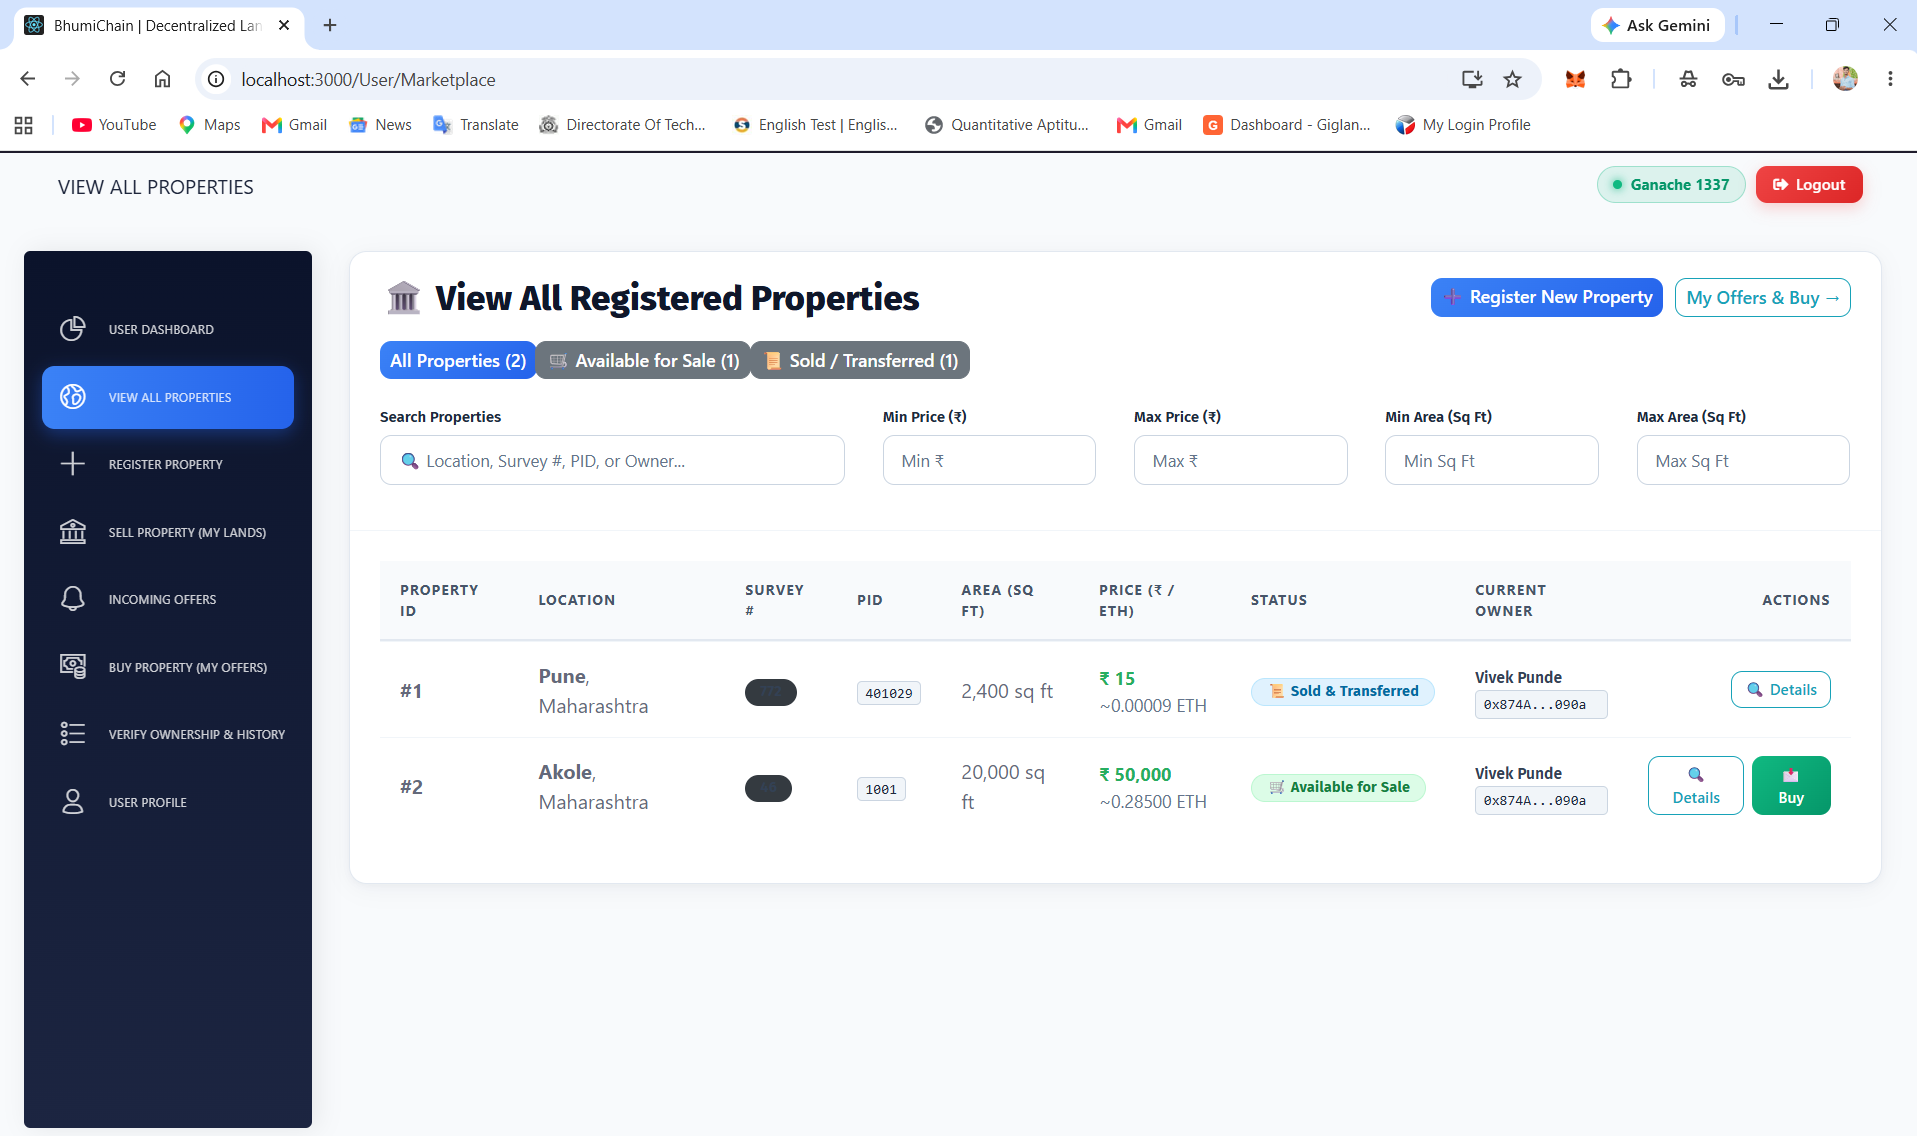 BhumiChain | Decentralized Lan
Ask Gemini
localhost:3000/User/Marketplace
YouTube
Maps
Gmail
News
Translate
Directorate Of Tech...
English Test | Englis...
Quantitative Aptitu...
Gmail
Dashboard - Giglan...
My Login Profile
VIEW ALL PROPERTIES
Ganache 1337
Logout
USER DASHBOARD
VIEW ALL PROPERTIES
REGISTER PROPERTY
SELL PROPERTY (MY LANDS)
INCOMING OFFERS
BUY PROPERTY (MY OFFERS)
VERIFY OWNERSHIP & HISTORY
USER PROFILE
View All Registered Properties
Register New Property
My Offers & Buy →
All Properties (2)
Available for Sale (1)
Sold / Transferred (1)
Search Properties
Min Price (₹)
Max Price (₹)
Min Area (Sq Ft)
Max Area (Sq Ft)
Location, Survey #, PID, or Owner...
Min ₹
Max ₹
Min Sq Ft
Max Sq Ft
PROPERTY
ID
LOCATION
SURVEY
#
PID
AREA (SQ
FT)
PRICE (₹ /
ETH)
STATUS
CURRENT
OWNER
ACTIONS
#1
Pune,
Maharashtra
401029
2,400 sq ft
₹ 15
~0.00009 ETH
Sold & Transferred
Vivek Punde
0x874A...090a
Details
#2
Akole,
Maharashtra
1001
20,000 sq
ft
₹ 50,000
~0.28500 ETH
Available for Sale
Vivek Punde
0x874A...090a
Details
Buy